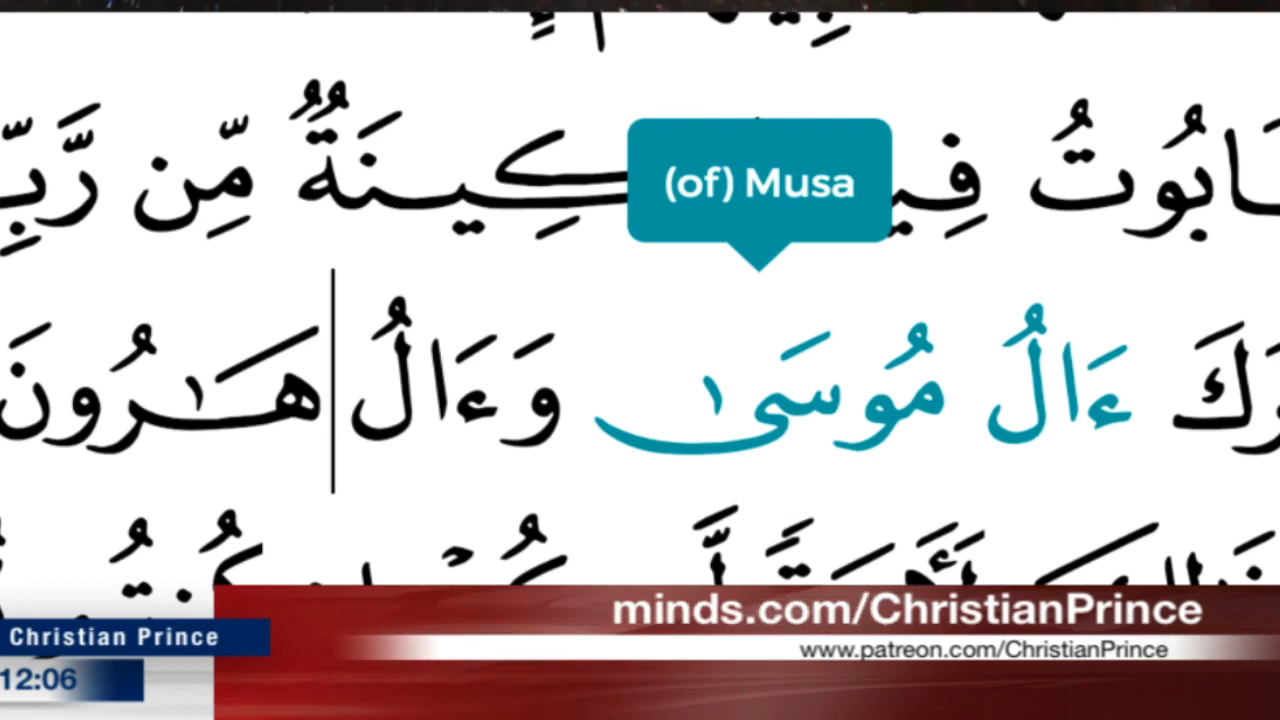 ابُوتُ فِي
كِينَةٌ مِّن رَّبِّ
(of) Musa
رَكَ ءَالُ مُوسَىٰ وَءَالُ هَـٰرُونَ
minds.com/ChristianPrince
Christian Prince
www.patreon.com/ChristianPrince
12:06